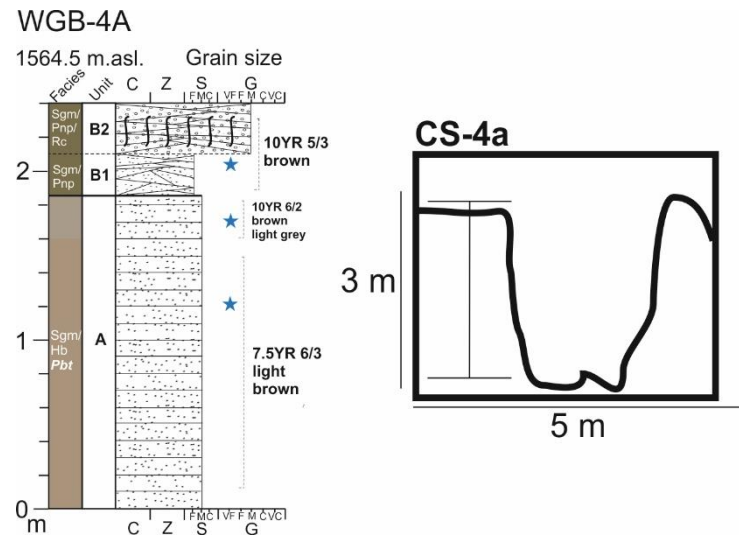 WGB-4A
1564.5 m.asl.
Grain size
Facies
Unit
C Z S G
F M C VF F M C VC
Sgm/
Pnp/
Rc
B2
10YR 5/3
brown
2
Sgm/
Pnp
B1
10YR 6/2
brown
light grey
1
Sgm/
Hb
Pbt
A
7.5YR 6/3
light
brown
0
m
F M C VF F M C VC
C Z S G
CS-4a
3 m
5 m